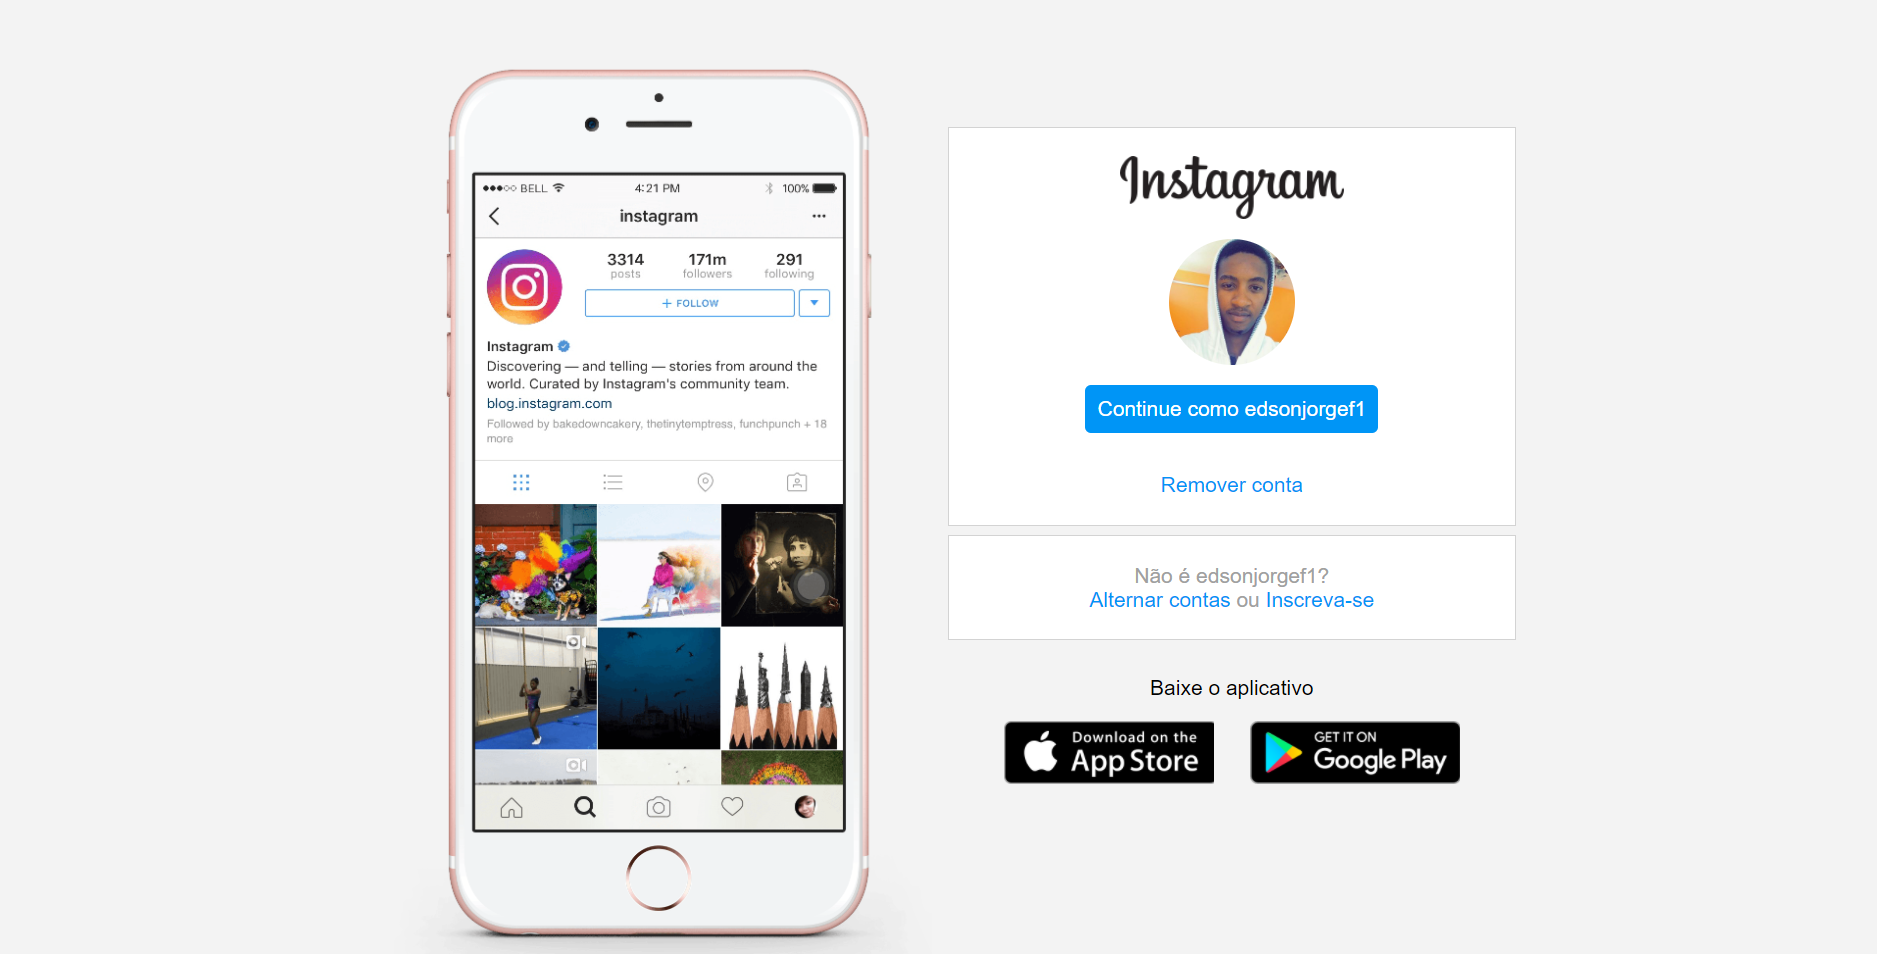 BELL
4:21 PM
100%
instagram
3314
171m
291
posts
followers
following
+ FOLLOW
Instagram
Discovering — and telling — stories from around the
world. Curated by Instagram's community team.
blog.instagram.com
Followed by bakedowncakery, thetinytemptress, funchpunch + 18
more
Instagram
Continue como edsonjorgef1
Remover conta
Não é edsonjorgef1?
Alternar contas ou Inscreva-se
Baixe o aplicativo
Download on the
App Store
GET IT ON
Google Play